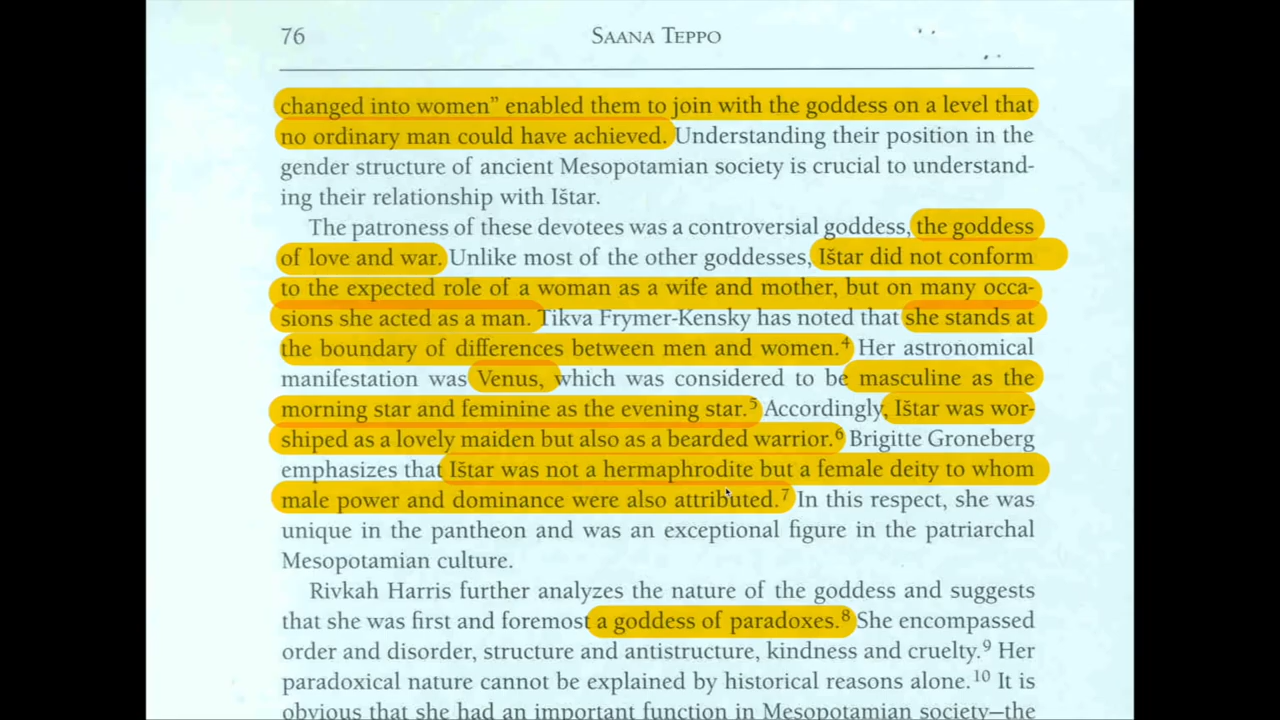 76 SAANA TEPPO
changed into women” enabled them to join with the goddess on a level that
no ordinary man could have achieved. Understanding their position in the
gender structure of ancient Mesopotamian society is crucial to understand-
ing their relationship with Ištar.
The patroness of these devotees was a controversial goddess, the goddess
of love and war. Unlike most of the other goddesses, Ištar did not conform
to the expected role of a woman as a wife and mother, but on many occa-
sions she acted as a man. Tikva Frymer-Kensky has noted that she stands at
the boundary of differences between men and women.⁴ Her astronomical
manifestation was Venus, which was considered to be masculine as the
morning star and feminine as the evening star.⁵ Accordingly, Ištar was wor-
shiped as a lovely maiden but also as a bearded warrior.⁶ Brigitte Groneberg
emphasizes that Ištar was not a hermaphrodite but a female deity to whom
male power and dominance were also attributed.⁷ In this respect, she was
unique in the pantheon and was an exceptional figure in the patriarchal
Mesopotamian culture.
Rivkah Harris further analyzes the nature of the goddess and suggests
that she was first and foremost a goddess of paradoxes.⁸ She encompassed
order and disorder, structure and antistructure, kindness and cruelty.⁹ Her
paradoxical nature cannot be explained by historical reasons alone.¹⁰ It is
obvious that she had an important function in Mesopotamian society—the